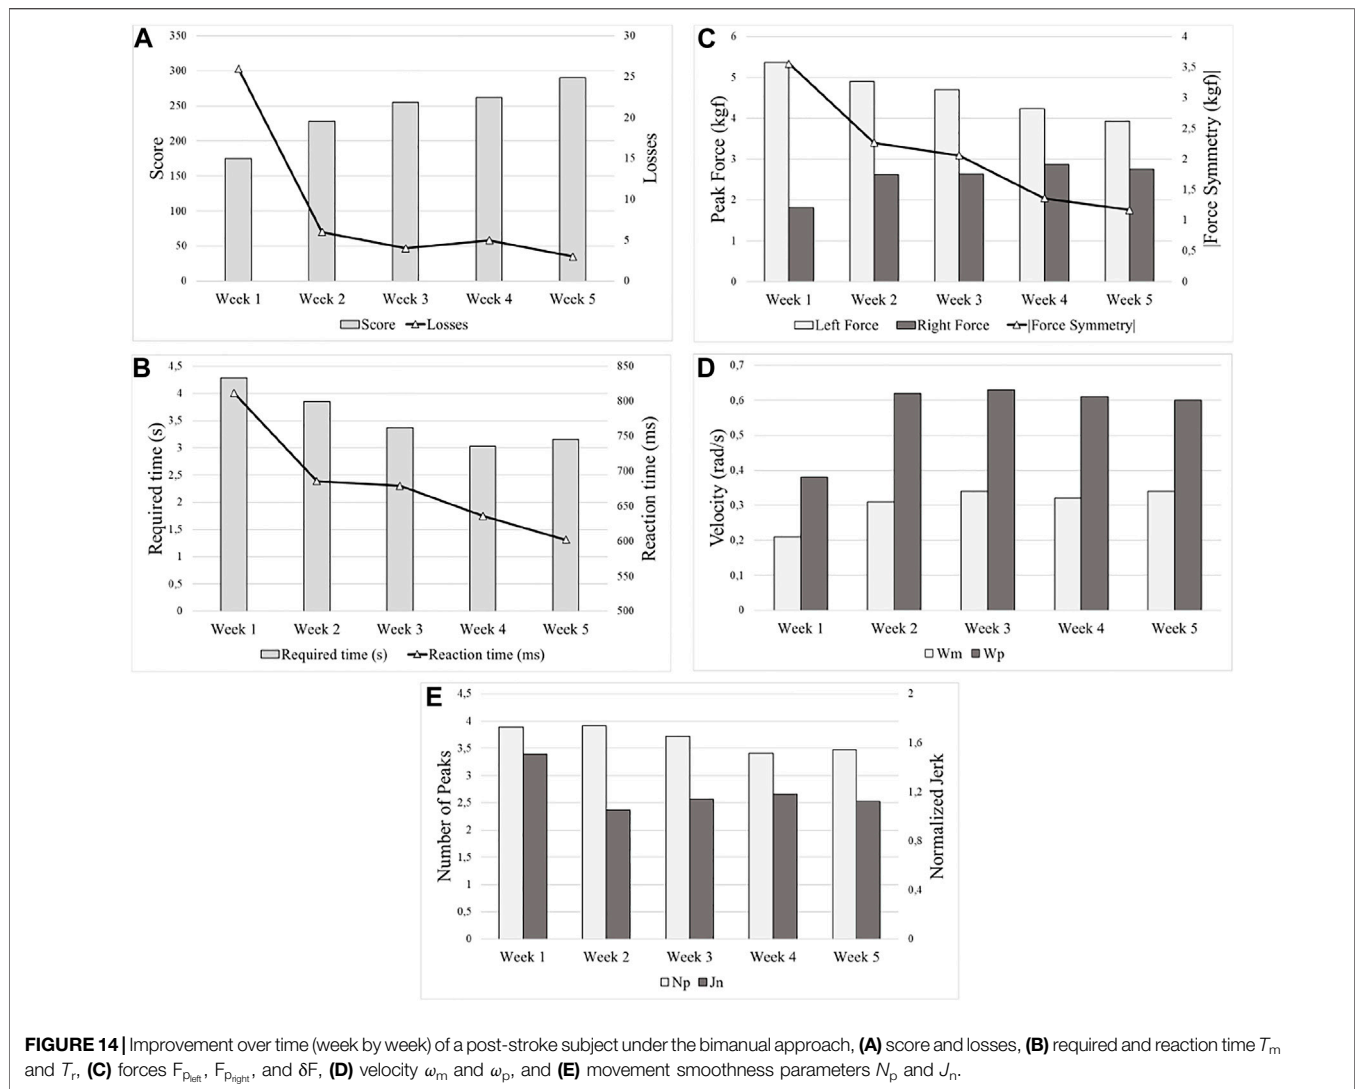 A
350
300
250
200
150
100
50
0
Score
30
25
20
15
10
5
0
Losses
Week 1 Week 2 Week 3 Week 4 Week 5
Score Losses
C
6
5
4
3
2
1
0
Peak Force (kgf)
4
3,5
3
2,5
2
1,5
1
0,5
0
|Force Symmetry (kgf)|
Week 1 Week 2 Week 3 Week 4 Week 5
Left Force Right Force |Force Symmetry|
B
4,5
4
3,5
3
2,5
2
1,5
1
0,5
0
Required time (s)
850
800
750
700
650
600
550
500
Reaction time (ms)
Week 1 Week 2 Week 3 Week 4 Week 5
Required time (s) Reaction time (ms)
D
0,7
0,6
0,5
0,4
0,3
0,2
0,1
0
Velocity (rad/s)
Week 1 Week 2 Week 3 Week 4 Week 5
Wm Wp
E
4,5
4
3,5
3
2,5
2
1,5
1
0,5
0
Number of Peaks
2
1,6
1,2
0,8
0,4
0
Normalized Jerk
Week 1 Week 2 Week 3 Week 4 Week 5
Np Jn
FIGURE 14 | Improvement over time (week by week) of a post-stroke subject under the bimanual approach, (A) score and losses, (B) required and reaction time Tm
and Tr, (C) forces Fpleft, Fpright, and δF, (D) velocity ωm and ωp, and (E) movement smoothness parameters Np and Jn.